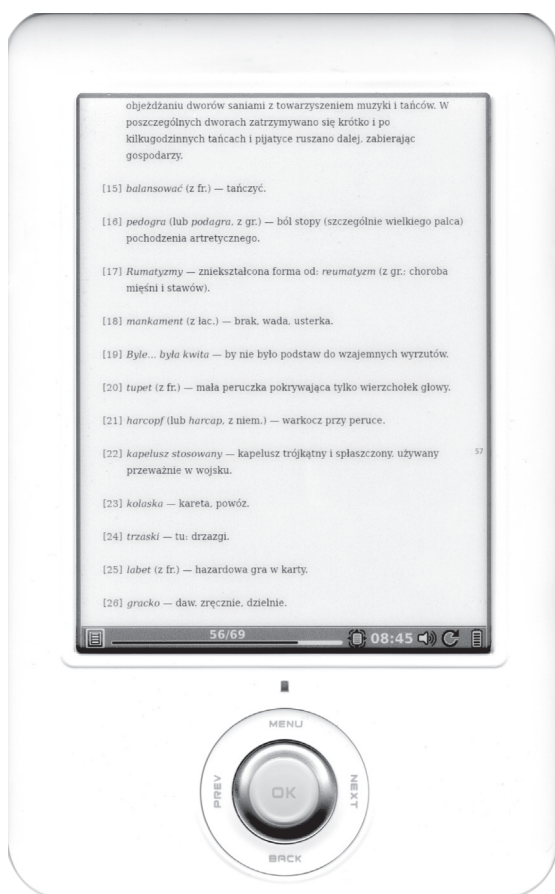 objeżdżaniu dworów saniami z towarzyszeniem muzyki i tańców. W
poszczególnych dworach zatrzymywano się krótko i po
kilkugodzinnych tańcach i pijatyce ruszano dalej, zabierając
gospodarzy.
[15] balansować (z fr.) — tańczyć.
[16] pedogra (lub podagra, z gr.) — ból stopy (szczególnie wielkiego palca)
pochodzenia artretycznego.
[17] Rumatyzmy — zniekształcona forma od: reumatyzm (z gr.: choroba
mięśni i stawów).
[18] mankament (z łac.) — brak, wada, usterka.
[19] Byle... była kwita — by nie było podstaw do wzajemnych wyrzutów.
[20] tupet (z fr.) — mała peruczka pokrywająca tylko wierzchołek głowy.
[21] harcopf (lub harcap, z niem.) — warkocz przy peruce.
[22] kapelusz stosowany — kapelusz trójkątny i spłaszczony, używany
57
przeważnie w wojsku.
[23] kolaska — kareta, powóz.
[24] trzaski — tu: drzazgi.
[25] labet (z fr.) — hazardowa gra w karty.
[26] gracko — daw. zręcznie, dzielnie.
56/69
08:45
MENU
PREV
OK
NEXT
BACK